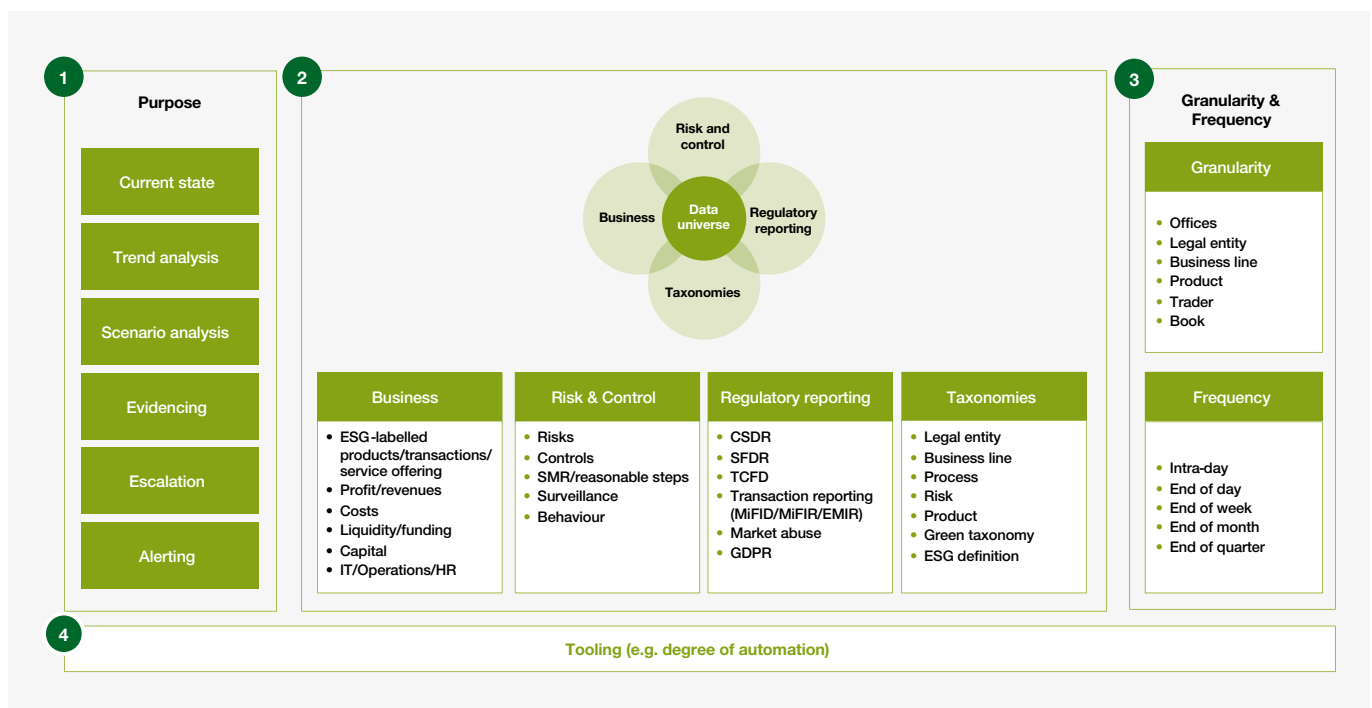 1
Purpose
Current state
Trend analysis
Scenario analysis
Evidencing
Escalation
Alerting
2
Risk and
control
Business
Data
universe
Regulatory
reporting
Taxonomies
Business
• ESG-labelled
products/transactions/
service offering
• Profit/revenues
• Costs
• Liquidity/funding
• Capital
• IT/Operations/HR
Risk & Control
• Risks
• Controls
• SMR/reasonable steps
• Surveillance
• Behaviour
Regulatory reporting
• CSDR
• SFDR
• TCFD
• Transaction reporting
(MiFID/MiFIR/EMIR)
• Market abuse
• GDPR
Taxonomies
• Legal entity
• Business line
• Process
• Risk
• Product
• Green taxonomy
• ESG definition
3
Granularity &
Frequency
Granularity
• Offices
• Legal entity
• Business line
• Product
• Trader
• Book
Frequency
• Intra-day
• End of day
• End of week
• End of month
• End of quarter
4
Tooling (e.g. degree of automation)